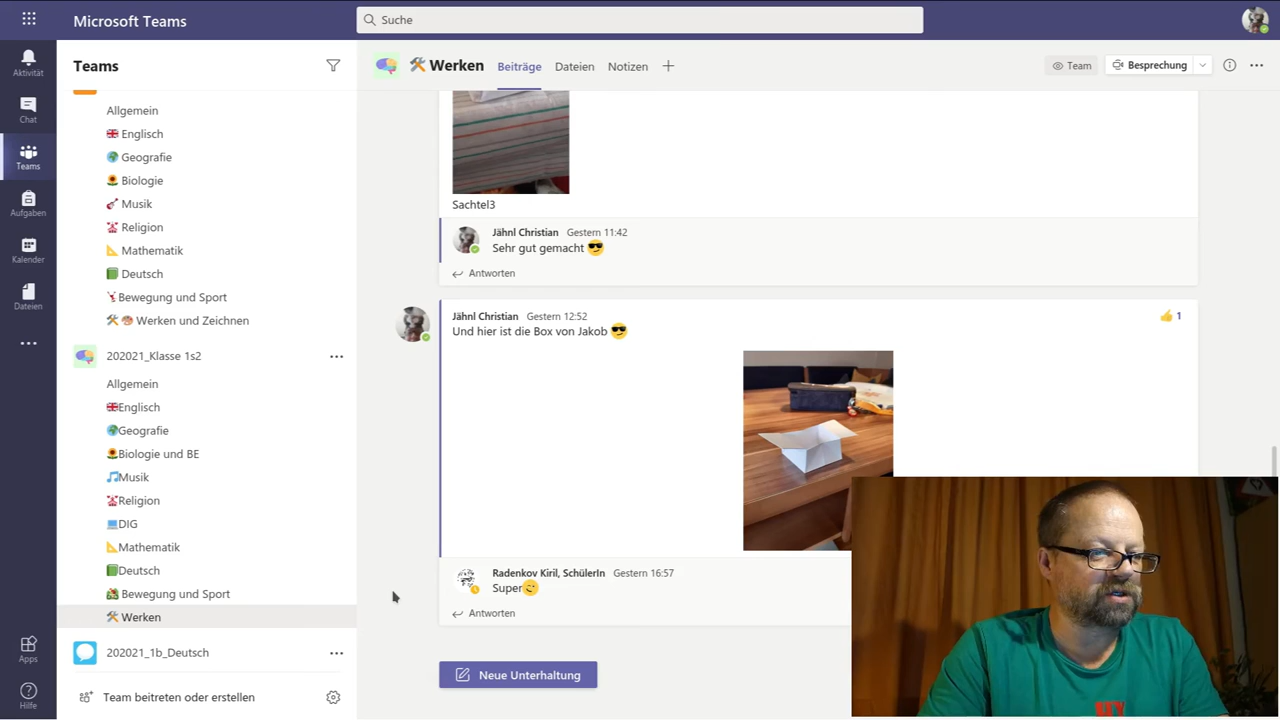 Microsoft Teams
Suche
Aktivität
Chat
Teams
Aufgaben
Kalender
Dateien
Apps
Hilfe
Teams
Allgemein
Englisch
Geografie
Biologie
Musik
Religion
Mathematik
Deutsch
Bewegung und Sport
Werken und Zeichnen
202021_Klasse 1s2
Allgemein
Englisch
Geografie
Biologie und BE
Musik
Religion
DIG
Mathematik
Deutsch
Bewegung und Sport
Werken
202021_1b_Deutsch
Team beitreten oder erstellen
Werken Beiträge Dateien Notizen
Team Besprechung
Sachtel3
Jähnl Christian Gestern 11:42
Sehr gut gemacht
Antworten
Jähnl Christian Gestern 12:52
1
Und hier ist die Box von Jakob
Radenkov Kiril, SchülerIn Gestern 16:57
Super
Antworten
Neue Unterhaltung